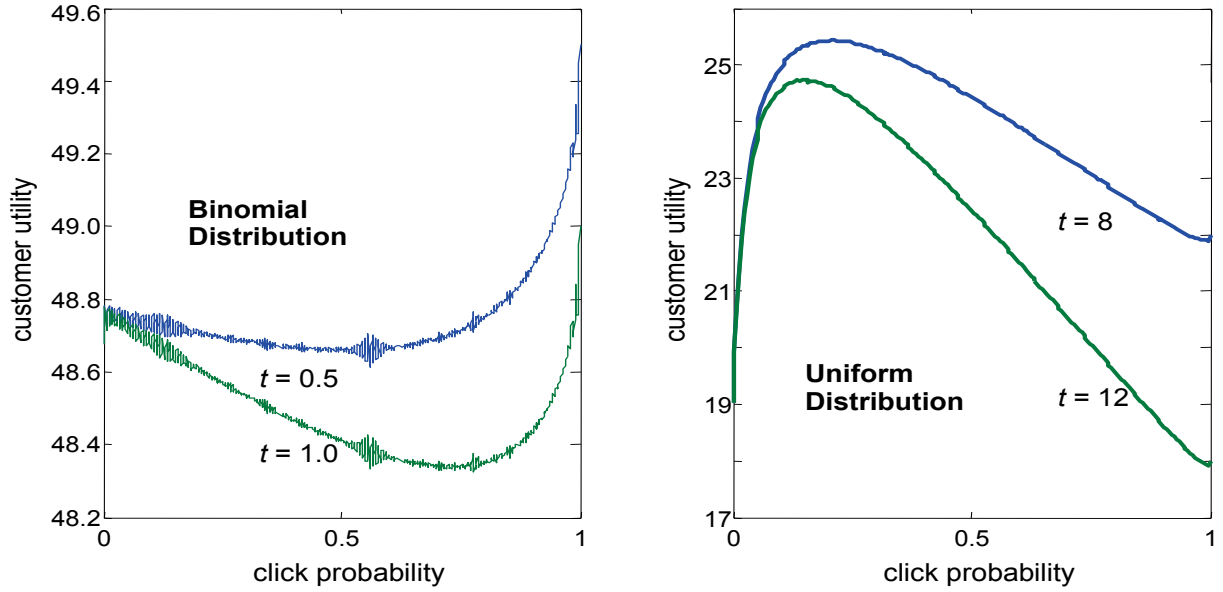 49.6
49.4
49.2
49.0
48.8
48.6
48.4
48.2
customer utility
Binomial
Distribution
t = 0.5
t = 1.0
0
0.5
1
click probability
25
23
21
19
17
customer utility
t = 8
Uniform
Distribution
t = 12
0
0.5
1
click probability